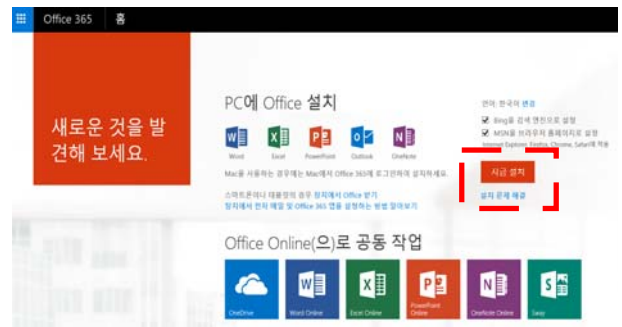 Office 365 홈
새로운 것을 발
견해 보세요.
PC에 Office 설치
Word Excel PowerPoint Outlook OneNote
Mac을 사용하는 경우에는 Mac에서 Office 365에 로그인하여 설치하세요.
스마트폰이나 태블릿의 경우 장치에서 Office 받기
장치에서 전자 메일 및 Office 365 앱을 설정하는 방법 알아보기
언어: 한국어 변경
Bing을 검색 엔진으로 설정
MSN을 브라우저 홈페이지로 설정
Internet Explorer, Firefox, Chrome, Safari에 적용
지금 설치
설치 문제 해결
Office Online(으)로 공동 작업
OneDrive
Word Online
Excel Online
PowerPoint
Online
OneNote Online
Sway